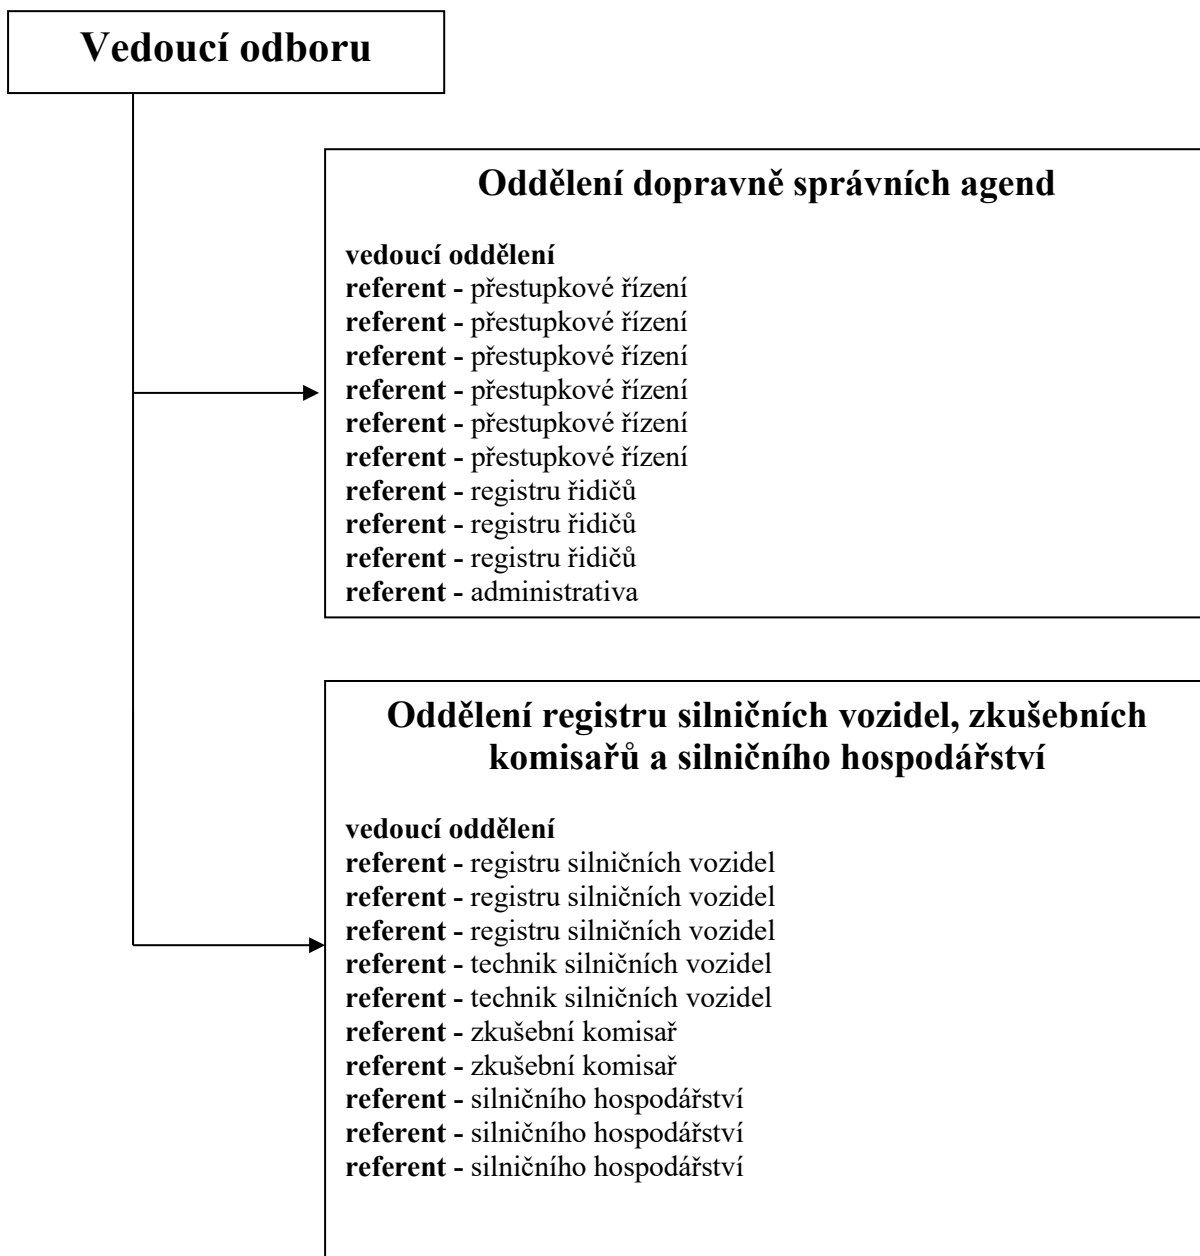 Vedoucí odboru
Oddělení dopravně správních agend
vedoucí oddělení
referent - přestupkové řízení
referent - přestupkové řízení
referent - přestupkové řízení
referent - přestupkové řízení
referent - přestupkové řízení
referent - přestupkové řízení
referent - registru řidičů
referent - registru řidičů
referent - registru řidičů
referent - administrativa
Oddělení registru silničních vozidel, zkušebních
komisařů a silničního hospodářství
vedoucí oddělení
referent - registru silničních vozidel
referent - registru silničních vozidel
referent - registru silničních vozidel
referent - technik silničních vozidel
referent - technik silničních vozidel
referent - zkušební komisař
referent - zkušební komisař
referent - silničního hospodářství
referent - silničního hospodářství
referent - silničního hospodářství